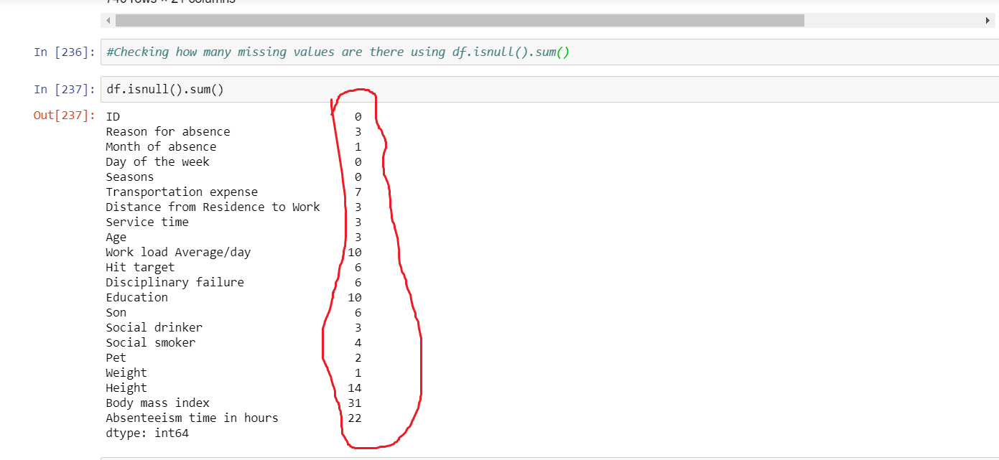 740 rows × 21 columns
In [236]: #Checking how many missing values are there using df.isnull().sum()
In [237]: df.isnull().sum()
Out[237]: ID 0
Reason for absence 3
Month of absence 1
Day of the week 0
Seasons 0
Transportation expense 7
Distance from Residence to Work 3
Service time 3
Age 3
Work load Average/day 10
Hit target 6
Disciplinary failure 6
Education 10
Son 6
Social drinker 3
Social smoker 4
Pet 2
Weight 1
Height 14
Body mass index 31
Absenteeism time in hours 22
dtype: int64